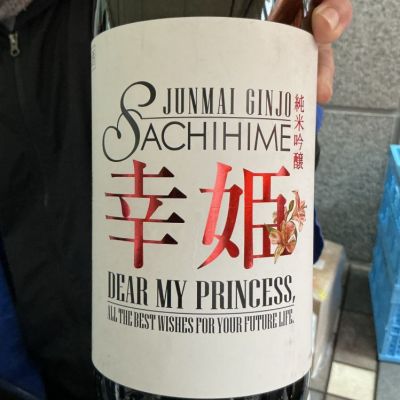 JUNMAI GINJO
SACHIHIME
純米吟醸
幸姫
DEAR MY PRINCESS,
ALL THE BEST WISHES FOR YOUR FUTURE LIFE.